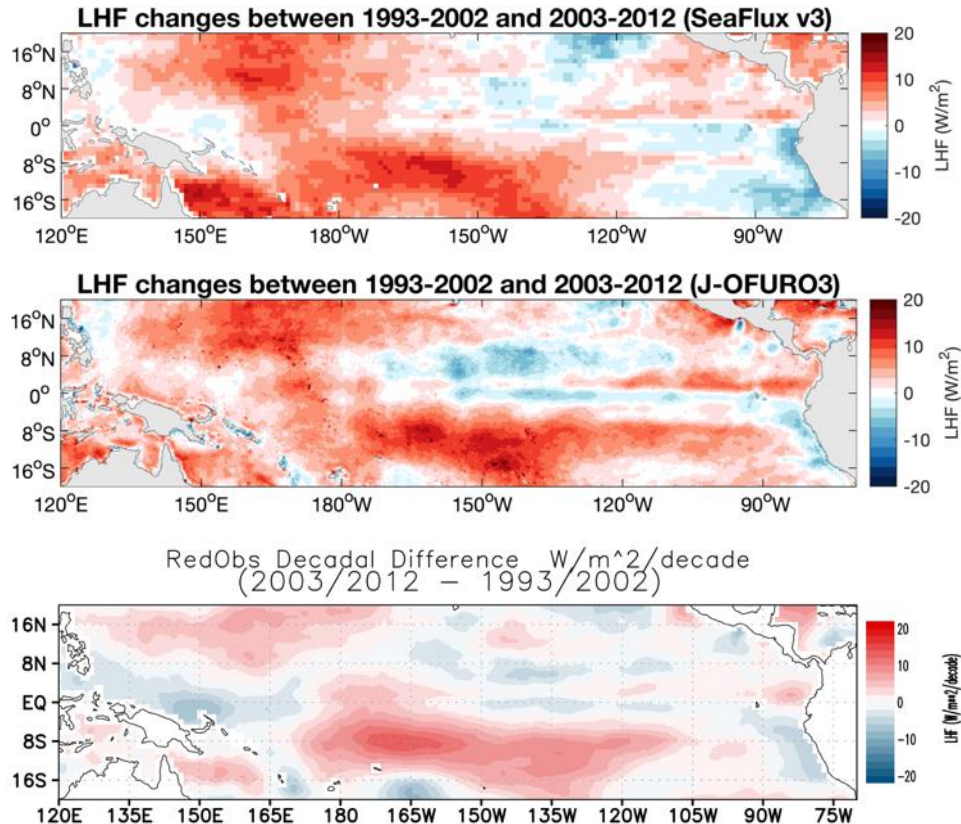 LHF changes between 1993-2002 and 2003-2012 (SeaFlux v3)
16°N
8°N
0°
8°S
16°S
120°E 150°E 180°W 150°W 120°W 90°W
20
10
0
-10
-20
LHF (W/m²)
LHF changes between 1993-2002 and 2003-2012 (J-OFURO3)
16°N
8°N
0°
8°S
16°S
120°E 150°E 180°W 150°W 120°W 90°W
20
10
0
-10
-20
LHF (W/m²)
RedObs Decadal Difference W/m^2/decade
(2003/2012 – 1993/2002)
16N
8N
EQ
8S
16S
120E 135E 150E 165E 180 165W 150W 135W 120W 105W 90W 75W
20
10
0
-10
-20
LHF (W/m**2/decade)